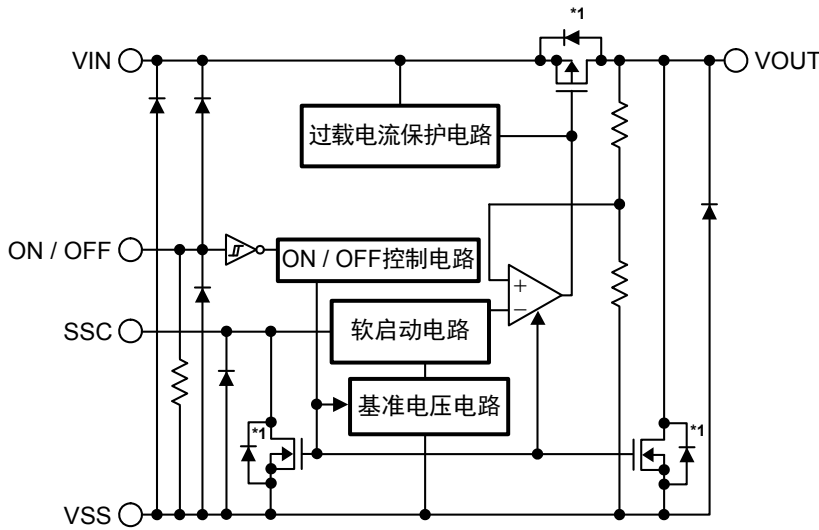 *1
VIN
VOUT
过载电流保护电路
ON / OFF
ON / OFF控制电路
+
−
SSC
软启动电路
基准电压电路
*1
*1
VSS